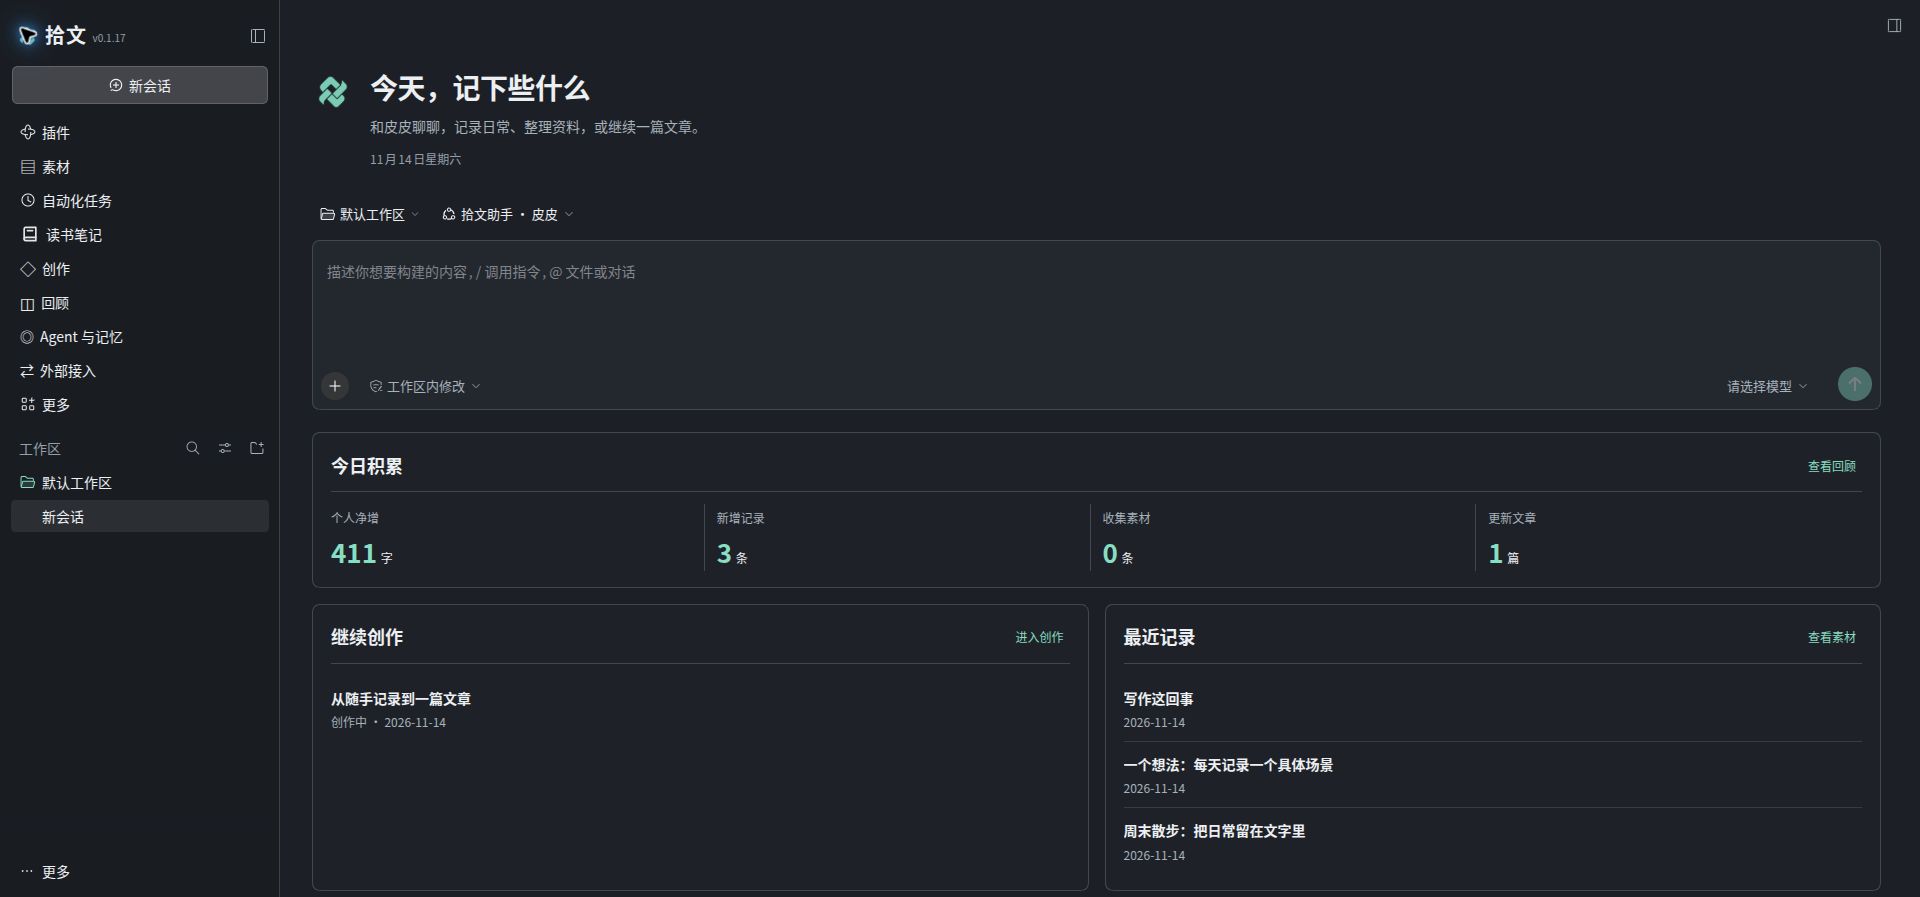 拾文 v0.1.17
新会话
插件
素材
自动化任务
读书笔记
创作
回顾
Agent 与记忆
外部接入
更多
工作区
默认工作区
新会话
更多
今天，记下些什么
和皮皮聊聊，记录日常、整理资料，或继续一篇文章。
11月14日星期六
默认工作区 拾文助手 · 皮皮
描述你想要构建的内容, / 调用指令, @ 文件或对话
工作区内修改 请选择模型
今日积累 查看回顾
个人净增 新增记录 收集素材 更新文章
411 字 3 条 0 条 1 篇
继续创作 进入创作
从随手记录到一篇文章
创作中 · 2026-11-14
最近记录 查看素材
写作这回事
2026-11-14
一个想法：每天记录一个具体场景
2026-11-14
周末散步：把日常留在文字里
2026-11-14